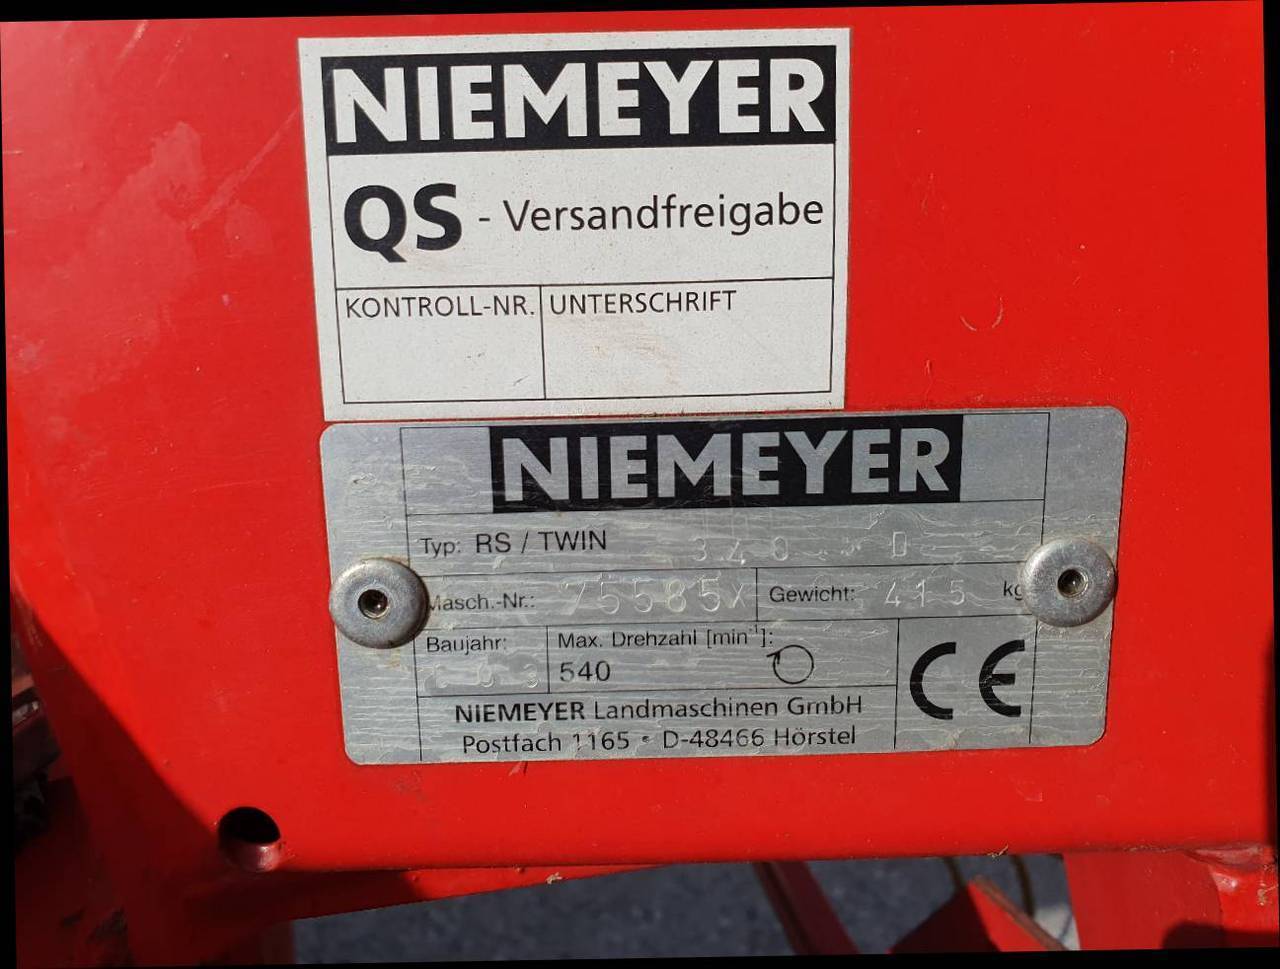 NIEMEYER
QS - Versandfreigabe
KONTROLL-NR. UNTERSCHRIFT
NIEMEYER
Typ: RS / TWIN 340 - D
Masch.-Nr.: 75585X Gewicht: 415 kg
Baujahr: Max. Drehzahl [min⁻¹]:
540
CE
NIEMEYER Landmaschinen GmbH
Postfach 1165 • D-48466 Hörstel